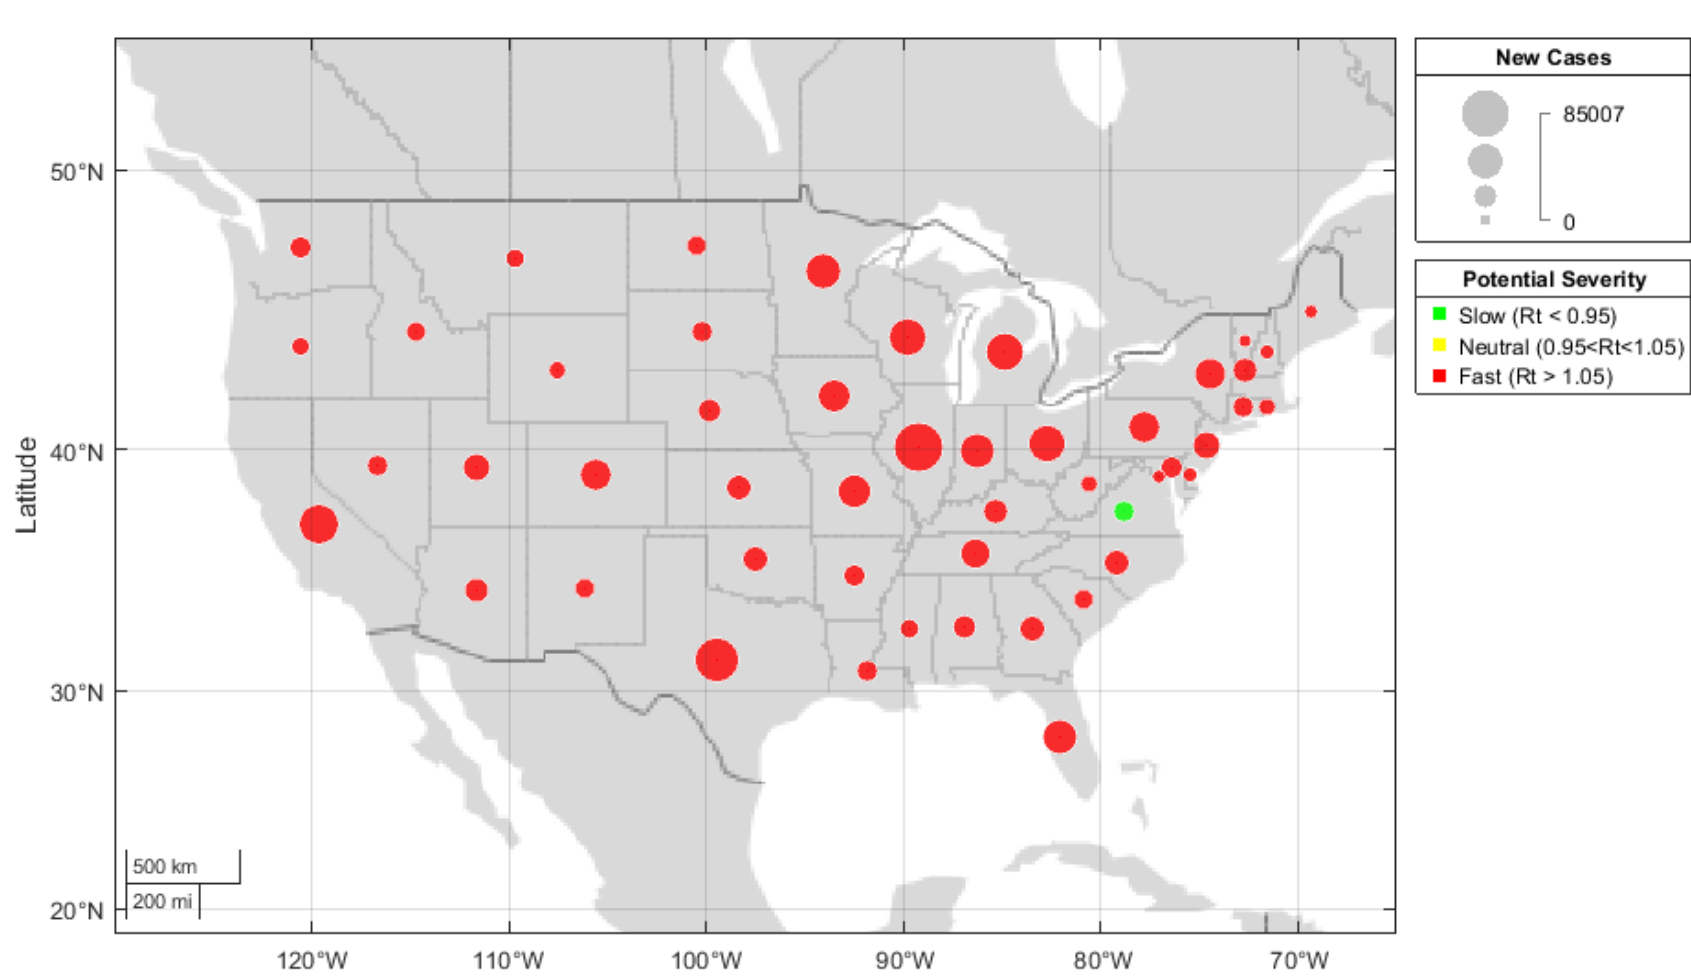 New Cases
85007
0
Potential Severity
Slow (Rt < 0.95)
Neutral (0.95<Rt<1.05)
Fast (Rt > 1.05)
50°N
40°N
30°N
20°N
Latitude
500 km
200 mi
120°W 110°W 100°W 90°W 80°W 70°W